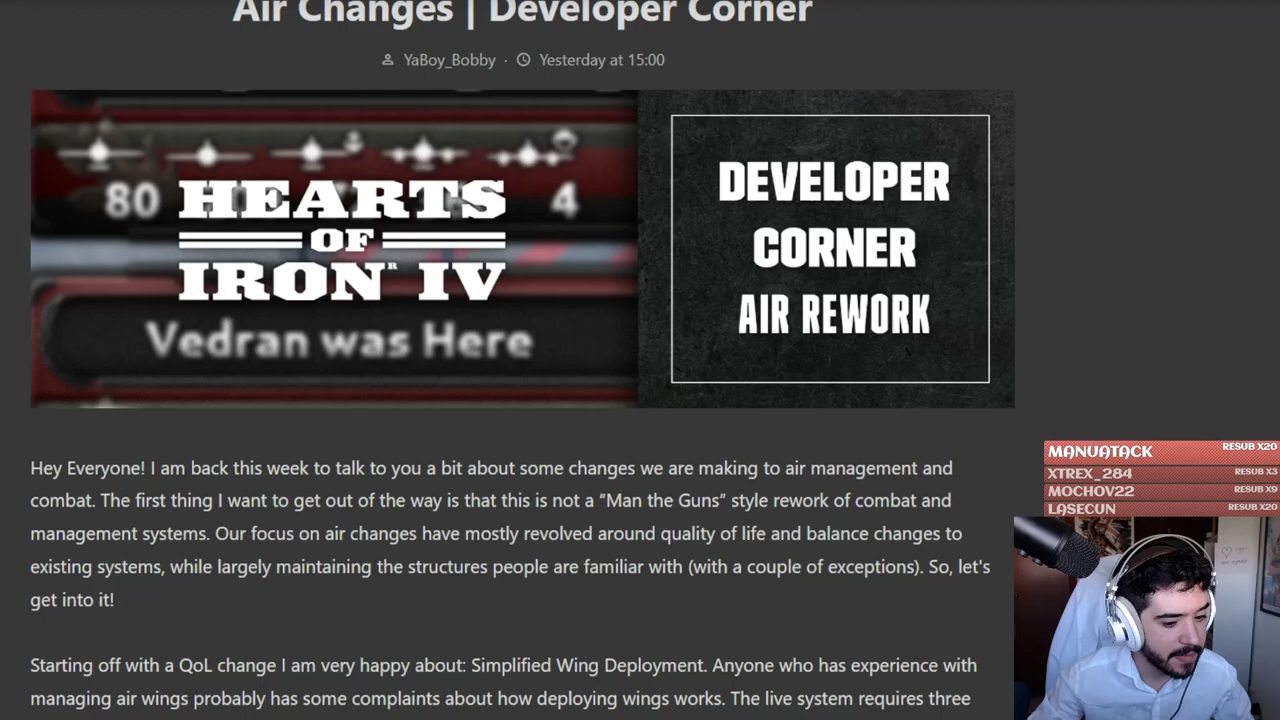 Air Changes | Developer Corner
YaBoy_Bobby · Yesterday at 15:00
80
4
HEARTS
OF
IRON IV
Vedran was Here
DEVELOPER
CORNER
AIR REWORK
Hey Everyone! I am back this week to talk to you a bit about some changes we are making to air management and
combat. The first thing I want to get out of the way is that this is not a “Man the Guns” style rework of combat and
management systems. Our focus on air changes have mostly revolved around quality of life and balance changes to
existing systems, while largely maintaining the structures people are familiar with (with a couple of exceptions). So, let's
get into it!
Starting off with a QoL change I am very happy about: Simplified Wing Deployment. Anyone who has experience with
managing air wings probably has some complaints about how deploying wings works. The live system requires three
MANUATACK RESUB X20
XTREX_284 RESUB X3
MOCHOV22 RESUB X9
LASECUN RESUB X20